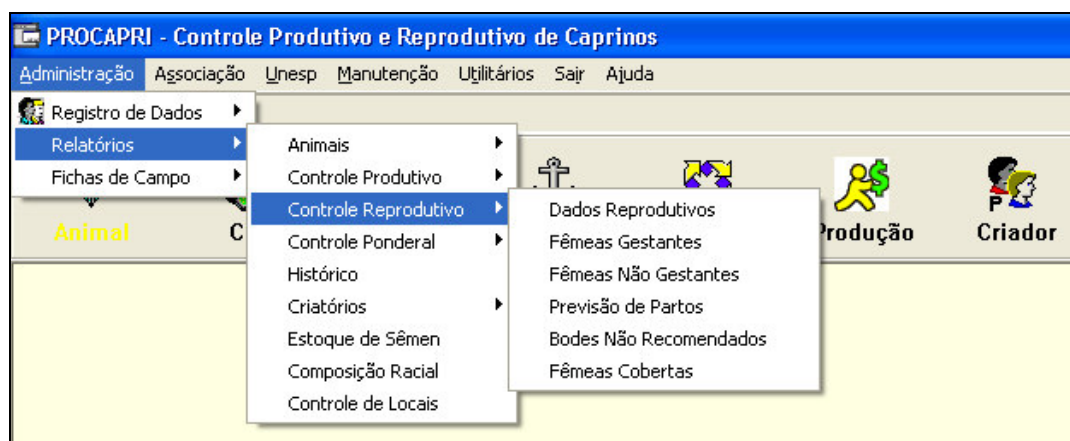 PROCAPRI - Controle Produtivo e Reprodutivo de Caprinos
Administração Associação Unesp Manutenção Utilitários Sair Ajuda
Registro de Dados
Relatórios
Fichas de Campo
Animais
Controle Produtivo
Controle Reprodutivo
Controle Ponderal
Histórico
Criatórios
Estoque de Sêmen
Composição Racial
Controle de Locais
Dados Reprodutivos
Fêmeas Gestantes
Fêmeas Não Gestantes
Previsão de Partos
Bodes Não Recomendados
Fêmeas Cobertas
Animal C rodução Criador